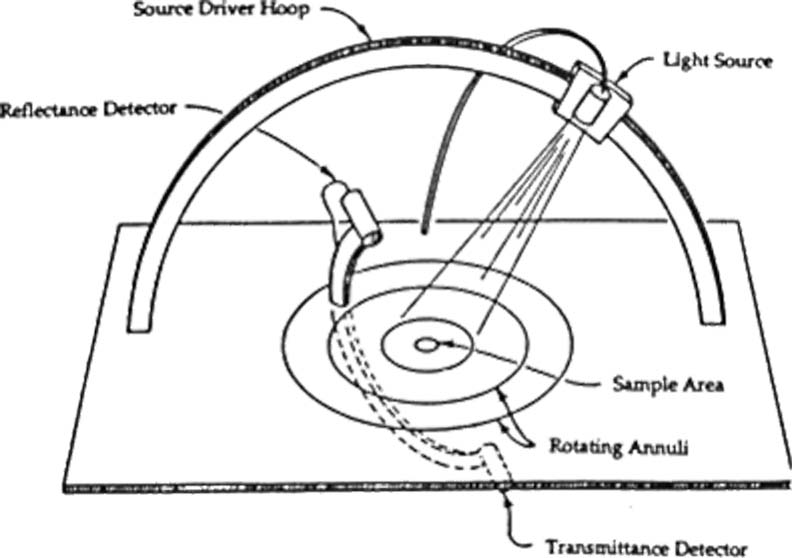 Source Driver Hoop
Light Source
Reflectance Detector
Sample Area
Rotating Annuli
Transmittance Detector